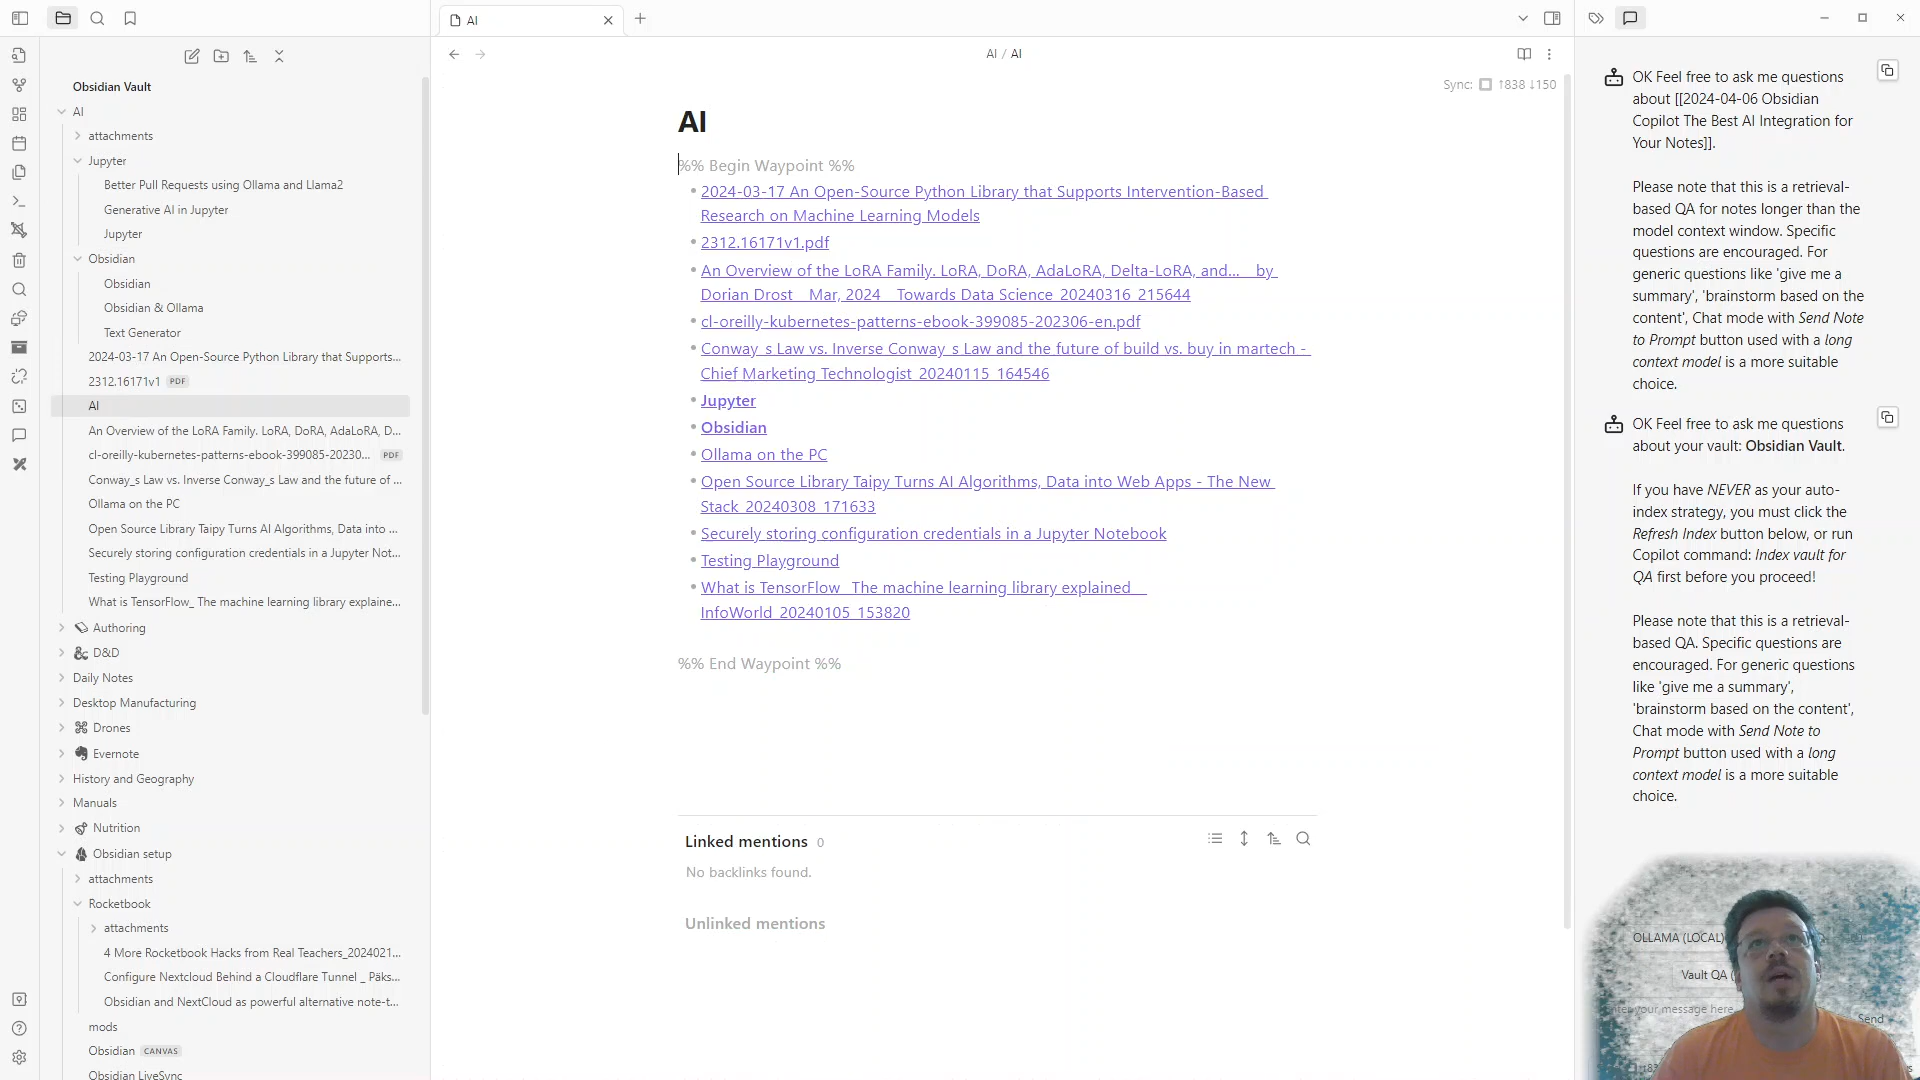 AI
AI / AI
Sync: ↑838 ↓150
Obsidian Vault
AI
attachments
Jupyter
Better Pull Requests using Ollama and Llama2
Generative AI in Jupyter
Jupyter
Obsidian
Obsidian
Obsidian & Ollama
Text Generator
2024-03-17 An Open-Source Python Library that Supports...
2312.16171v1 PDF
AI
An Overview of the LoRA Family. LoRA, DoRA, AdaLoRA, D...
cl-oreilly-kubernetes-patterns-ebook-399085-20230... PDF
Conway_s Law vs. Inverse Conway_s Law and the future of ...
Ollama on the PC
Open Source Library Taipy Turns AI Algorithms, Data into ...
Securely storing configuration credentials in a Jupyter Not...
Testing Playground
What is TensorFlow_ The machine learning library explaine...
Authoring
D&D
Daily Notes
Desktop Manufacturing
Drones
Evernote
History and Geography
Manuals
Nutrition
Obsidian setup
attachments
Rocketbook
attachments
4 More Rocketbook Hacks from Real Teachers_2024021...
Configure Nextcloud Behind a Cloudflare Tunnel _ Päks...
Obsidian and NextCloud as powerful alternative note-t...
mods
Obsidian CANVAS
Obsidian LiveSync
AI
%% Begin Waypoint %%
2024-03-17 An Open-Source Python Library that Supports Intervention-Based
Research on Machine Learning Models
2312.16171v1.pdf
An Overview of the LoRA Family. LoRA, DoRA, AdaLoRA, Delta-LoRA, and... _ by
Dorian Drost _ Mar, 2024 _ Towards Data Science_20240316_215644
cl-oreilly-kubernetes-patterns-ebook-399085-202306-en.pdf
Conway_s Law vs. Inverse Conway_s Law and the future of build vs. buy in martech -
Chief Marketing Technologist_20240115_164546
Jupyter
Obsidian
Ollama on the PC
Open Source Library Taipy Turns AI Algorithms, Data into Web Apps - The New
Stack_20240308_171633
Securely storing configuration credentials in a Jupyter Notebook
Testing Playground
What is TensorFlow_ The machine learning library explained _
InfoWorld_20240105_153820
%% End Waypoint %%
Linked mentions 0
No backlinks found.
Unlinked mentions
OK Feel free to ask me questions
about [[2024-04-06 Obsidian
Copilot The Best AI Integration for
Your Notes]].
Please note that this is a retrieval-
based QA for notes longer than the
model context window. Specific
questions are encouraged. For
generic questions like 'give me a
summary', 'brainstorm based on the
content', Chat mode with Send Note
to Prompt button used with a long
context model is a more suitable
choice.
OK Feel free to ask me questions
about your vault: Obsidian Vault.
If you have NEVER as your auto-
index strategy, you must click the
Refresh Index button below, or run
Copilot command: Index vault for
QA first before you proceed!
Please note that this is a retrieval-
based QA. Specific questions are
encouraged. For generic questions
like 'give me a summary',
'brainstorm based on the content',
Chat mode with Send Note to
Prompt button used with a long
context model is a more suitable
choice.
OLLAMA (LOCAL)
Vault QA (
your message here
Send